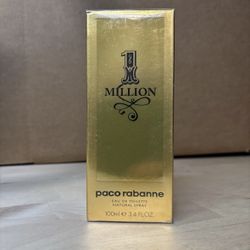 1
MILLION
paco rabanne
EAU DE TOILETTE
NATURAL SPRAY
100ml e 3.4 FL.OZ.